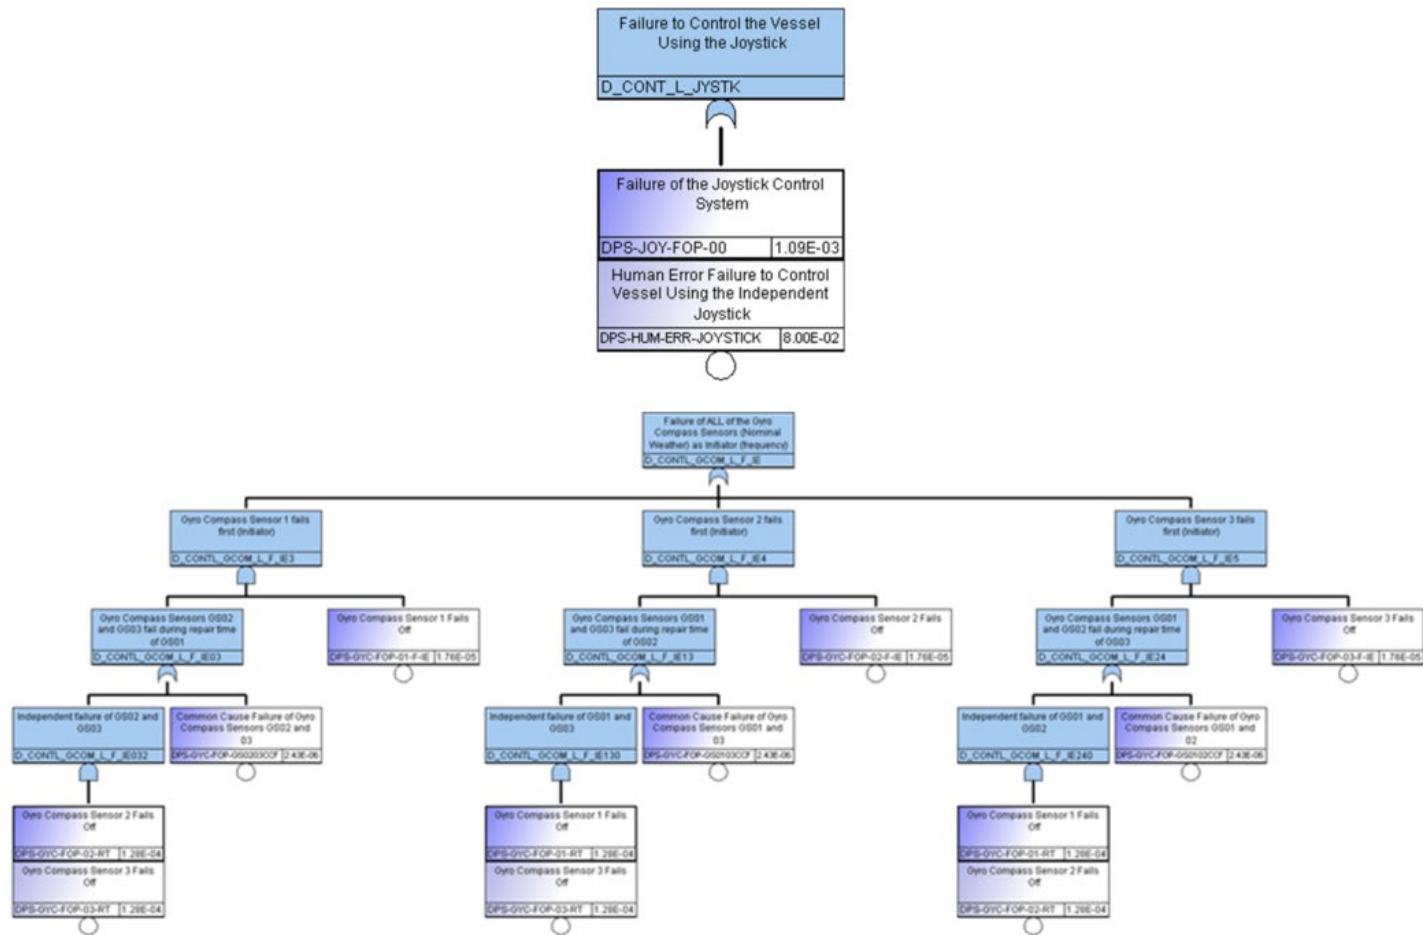 Failure to Control the Vessel
Using the Joystick
D_CONT_L_JYSTK
Failure of the Joystick Control
System
DPS-JOY-FOP-00 1.09E-03
Human Error Failure to Control
Vessel Using the Independent
Joystick
DPS-HUM-ERR-JOYSTICK 8.00E-02
Failure of ALL of the Gyro
Compass Sensors (Nominal
Weather) as Initiator (frequency)
D_CONTL_GCOM_L_F_IE
Gyro Compass Sensor 1 fails
first (Initiator)
D_CONTL_GCOM_L_F_IE3
Gyro Compass Sensor 2 fails
first (Initiator)
D_CONTL_GCOM_L_F_IE4
Gyro Compass Sensor 3 fails
first (Initiator)
D_CONTL_GCOM_L_F_IE5
Gyro Compass Sensors GS02
and GS03 fail during repair time
of GS01
D_CONTL_GCOM_L_F_IE03
Gyro Compass Sensor 1 Fails
Off
DPS-GYC-FOP-01-F-IE 1.76E-05
Gyro Compass Sensors GS01
and GS03 fail during repair time
of GS02
D_CONTL_GCOM_L_F_IE13
Gyro Compass Sensor 2 Fails
Off
DPS-GYC-FOP-02-F-IE 1.76E-05
Gyro Compass Sensors GS01
and GS02 fail during repair time
of GS03
D_CONTL_GCOM_L_F_IE24
Gyro Compass Sensor 3 Fails
Off
DPS-GYC-FOP-03-F-IE 1.76E-05
Independent failure of GS02 and
GS03
D_CONTL_GCOM_L_F_IE032
Common Cause Failure of Gyro
Compass Sensors GS02 and
03
DPS-GYC-FOP-GS0203CCF 2.43E-06
Independent failure of GS01 and
GS03
D_CONTL_GCOM_L_F_IE130
Common Cause Failure of Gyro
Compass Sensors GS01 and
03
DPS-GYC-FOP-GS0103CCF 2.43E-06
Independent failure of GS01 and
GS02
D_CONTL_GCOM_L_F_IE240
Common Cause Failure of Gyro
Compass Sensors GS01 and
02
DPS-GYC-FOP-GS0102CCF 2.43E-06
Gyro Compass Sensor 2 Fails
Off
DPS-GYC-FOP-02-RT 1.28E-04
Gyro Compass Sensor 3 Fails
Off
DPS-GYC-FOP-03-RT 1.28E-04
Gyro Compass Sensor 1 Fails
Off
DPS-GYC-FOP-01-RT 1.28E-04
Gyro Compass Sensor 3 Fails
Off
DPS-GYC-FOP-03-RT 1.28E-04
Gyro Compass Sensor 1 Fails
Off
DPS-GYC-FOP-01-RT 1.28E-04
Gyro Compass Sensor 2 Fails
Off
DPS-GYC-FOP-02-RT 1.28E-04